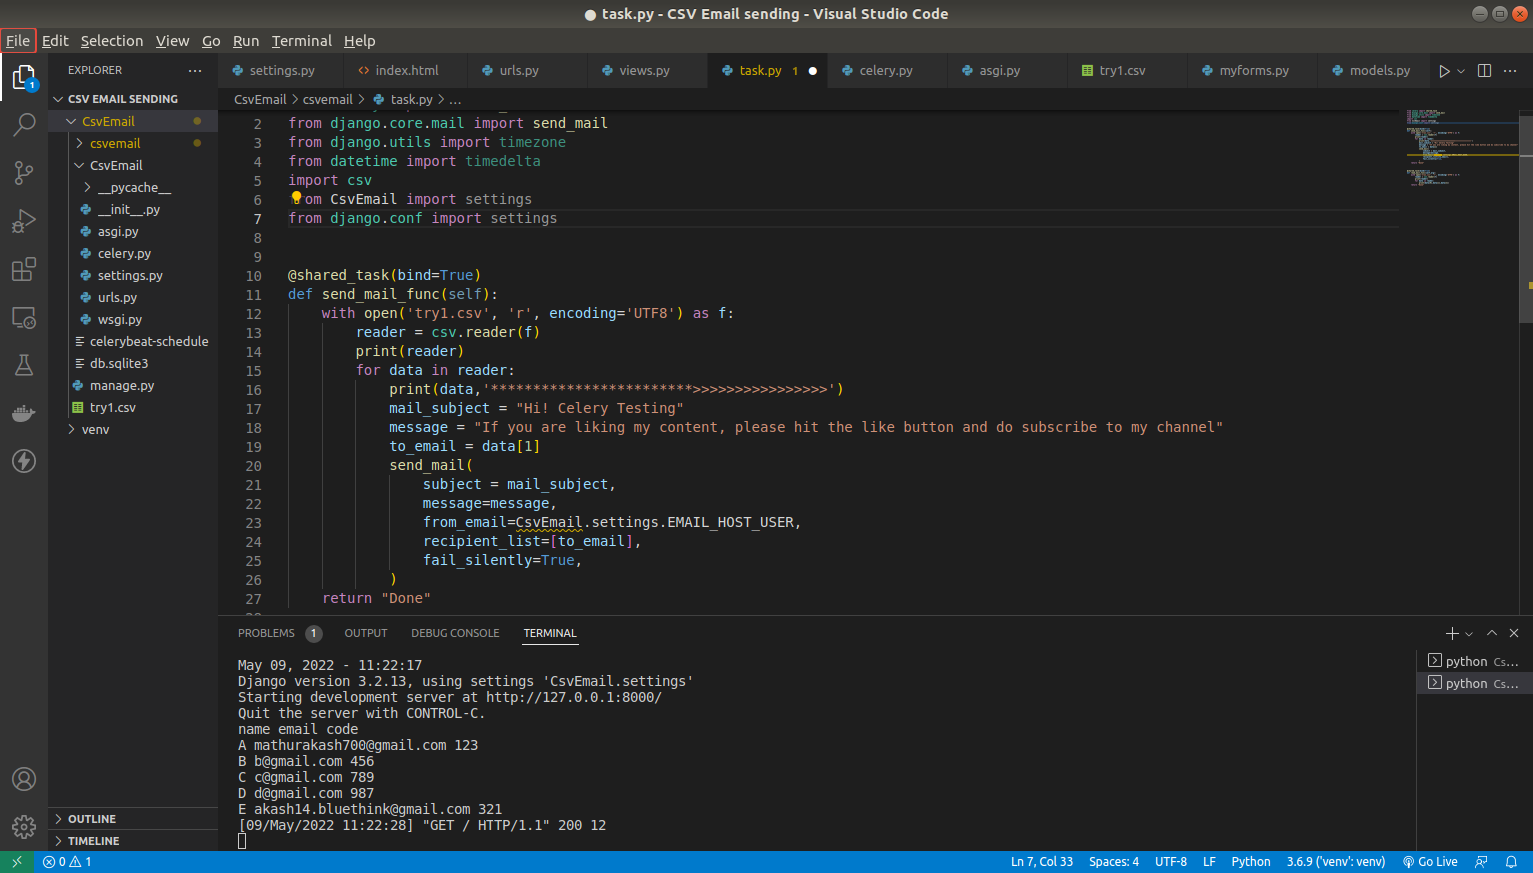 ● task.py - CSV Email sending - Visual Studio Code
File Edit Selection View Go Run Terminal Help
EXPLORER
settings.py
index.html
urls.py
views.py
task.py 1
celery.py
asgi.py
try1.csv
myforms.py
models.py
CSV EMAIL SENDING
CsvEmail
csvemail
CsvEmail
__pycache__
__init__.py
asgi.py
celery.py
settings.py
urls.py
wsgi.py
celerybeat-schedule
db.sqlite3
manage.py
try1.csv
venv
OUTLINE
TIMELINE
1
CsvEmail > csvemail > task.py > ...
2 from django.core.mail import send_mail
3 from django.utils import timezone
4 from datetime import timedelta
5 import csv
6 from CsvEmail import settings
7 from django.conf import settings
8
9
10 @shared_task(bind=True)
11 def send_mail_func(self):
12 with open('try1.csv', 'r', encoding='UTF8') as f:
13 reader = csv.reader(f)
14 print(reader)
15 for data in reader:
16 print(data,'************************>>>>>>>>>>>>>>>>')
17 mail_subject = "Hi! Celery Testing"
18 message = "If you are liking my content, please hit the like button and do subscribe to my channel"
19 to_email = data[1]
20 send_mail(
21 subject = mail_subject,
22 message=message,
23 from_email=CsvEmail.settings.EMAIL_HOST_USER,
24 recipient_list=[to_email],
25 fail_silently=True,
26 )
27 return "Done"
PROBLEMS 1 OUTPUT DEBUG CONSOLE TERMINAL
May 09, 2022 - 11:22:17
Django version 3.2.13, using settings 'CsvEmail.settings'
Starting development server at http://127.0.0.1:8000/
Quit the server with CONTROL-C.
name email code
A mathurakash700@gmail.com 123
B b@gmail.com 456
C c@gmail.com 789
D d@gmail.com 987
E akash14.bluethink@gmail.com 321
[09/May/2022 11:22:28] "GET / HTTP/1.1" 200 12
python Cs...
python Cs...
0 1
Ln 7, Col 33 Spaces: 4 UTF-8 LF Python 3.6.9 ('venv': venv) Go Live